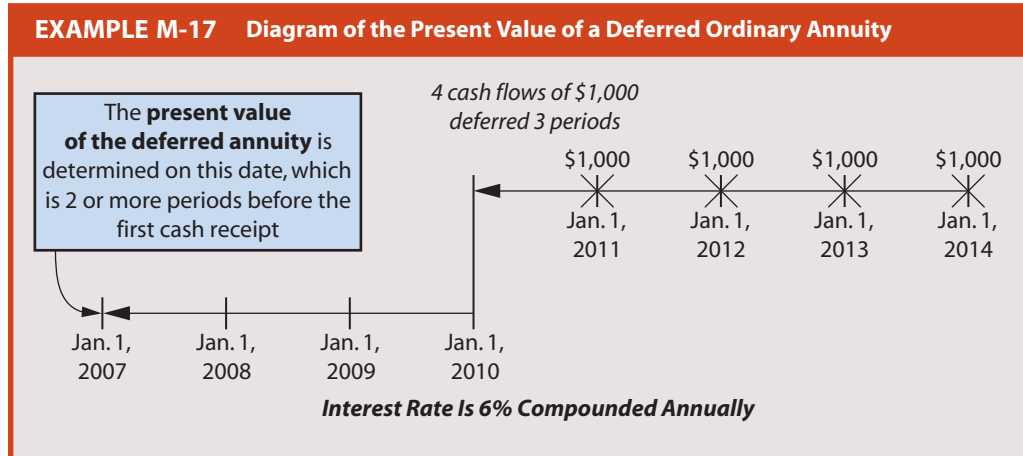 EXAMPLE M-17 Diagram of the Present Value of a Deferred Ordinary Annuity
The present value
of the deferred annuity is
determined on this date, which
is 2 or more periods before the
first cash receipt
4 cash flows of $1,000
deferred 3 periods
$1,000 $1,000 $1,000 $1,000
Jan. 1, Jan. 1, Jan. 1, Jan. 1,
2011 2012 2013 2014
Jan. 1, Jan. 1, Jan. 1, Jan. 1,
2007 2008 2009 2010
Interest Rate Is 6% Compounded Annually